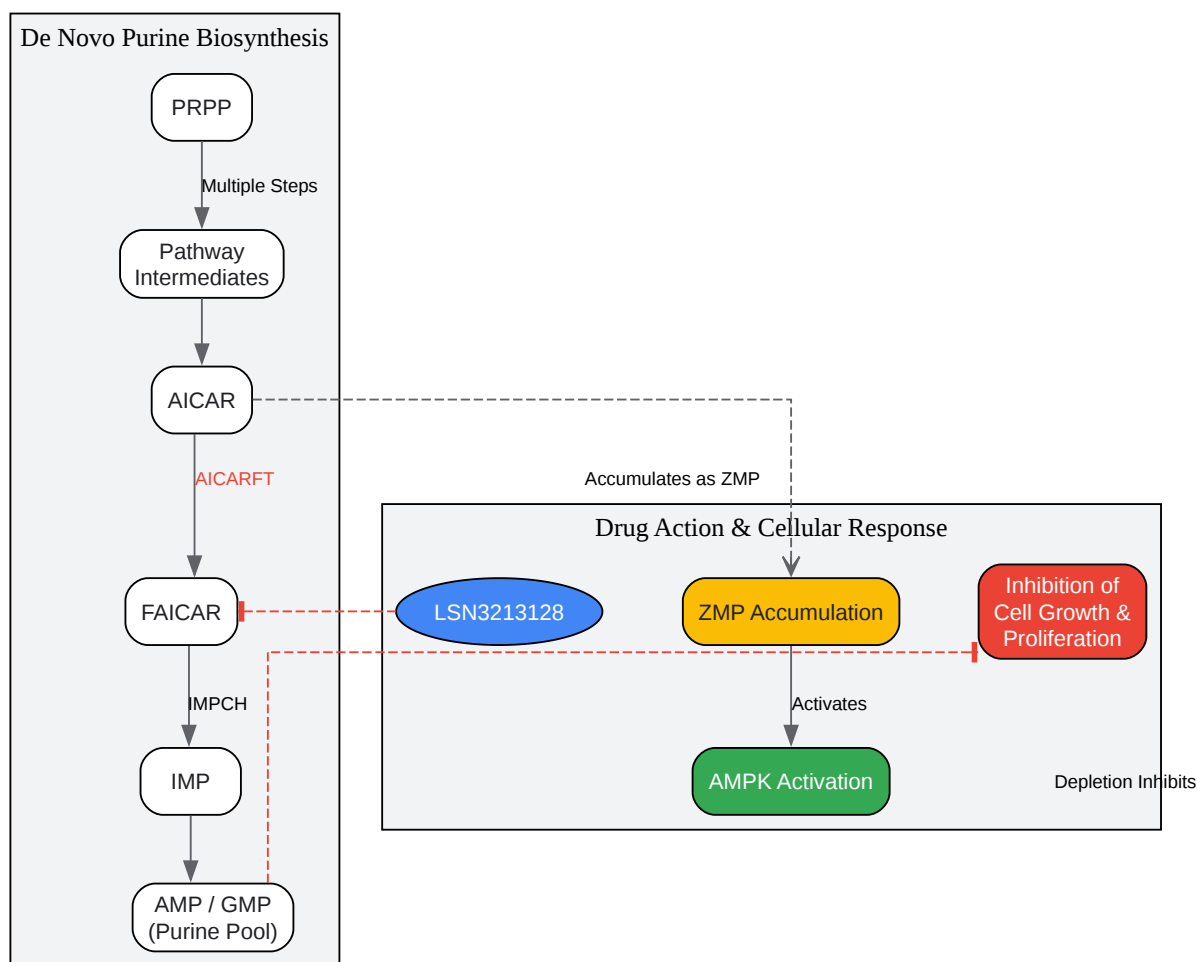 De Novo Purine Biosynthesis
PRPP
Multiple Steps
Pathway
Intermediates
AICAR
AICARFT
Accumulates as ZMP
Drug Action & Cellular Response
FAICAR
LSN3213128
ZMP Accumulation
Inhibition of
Cell Growth &
Proliferation
IMPCH
Activates
IMP
AMPK Activation
Depletion Inhibits
AMP / GMP
(Purine Pool)